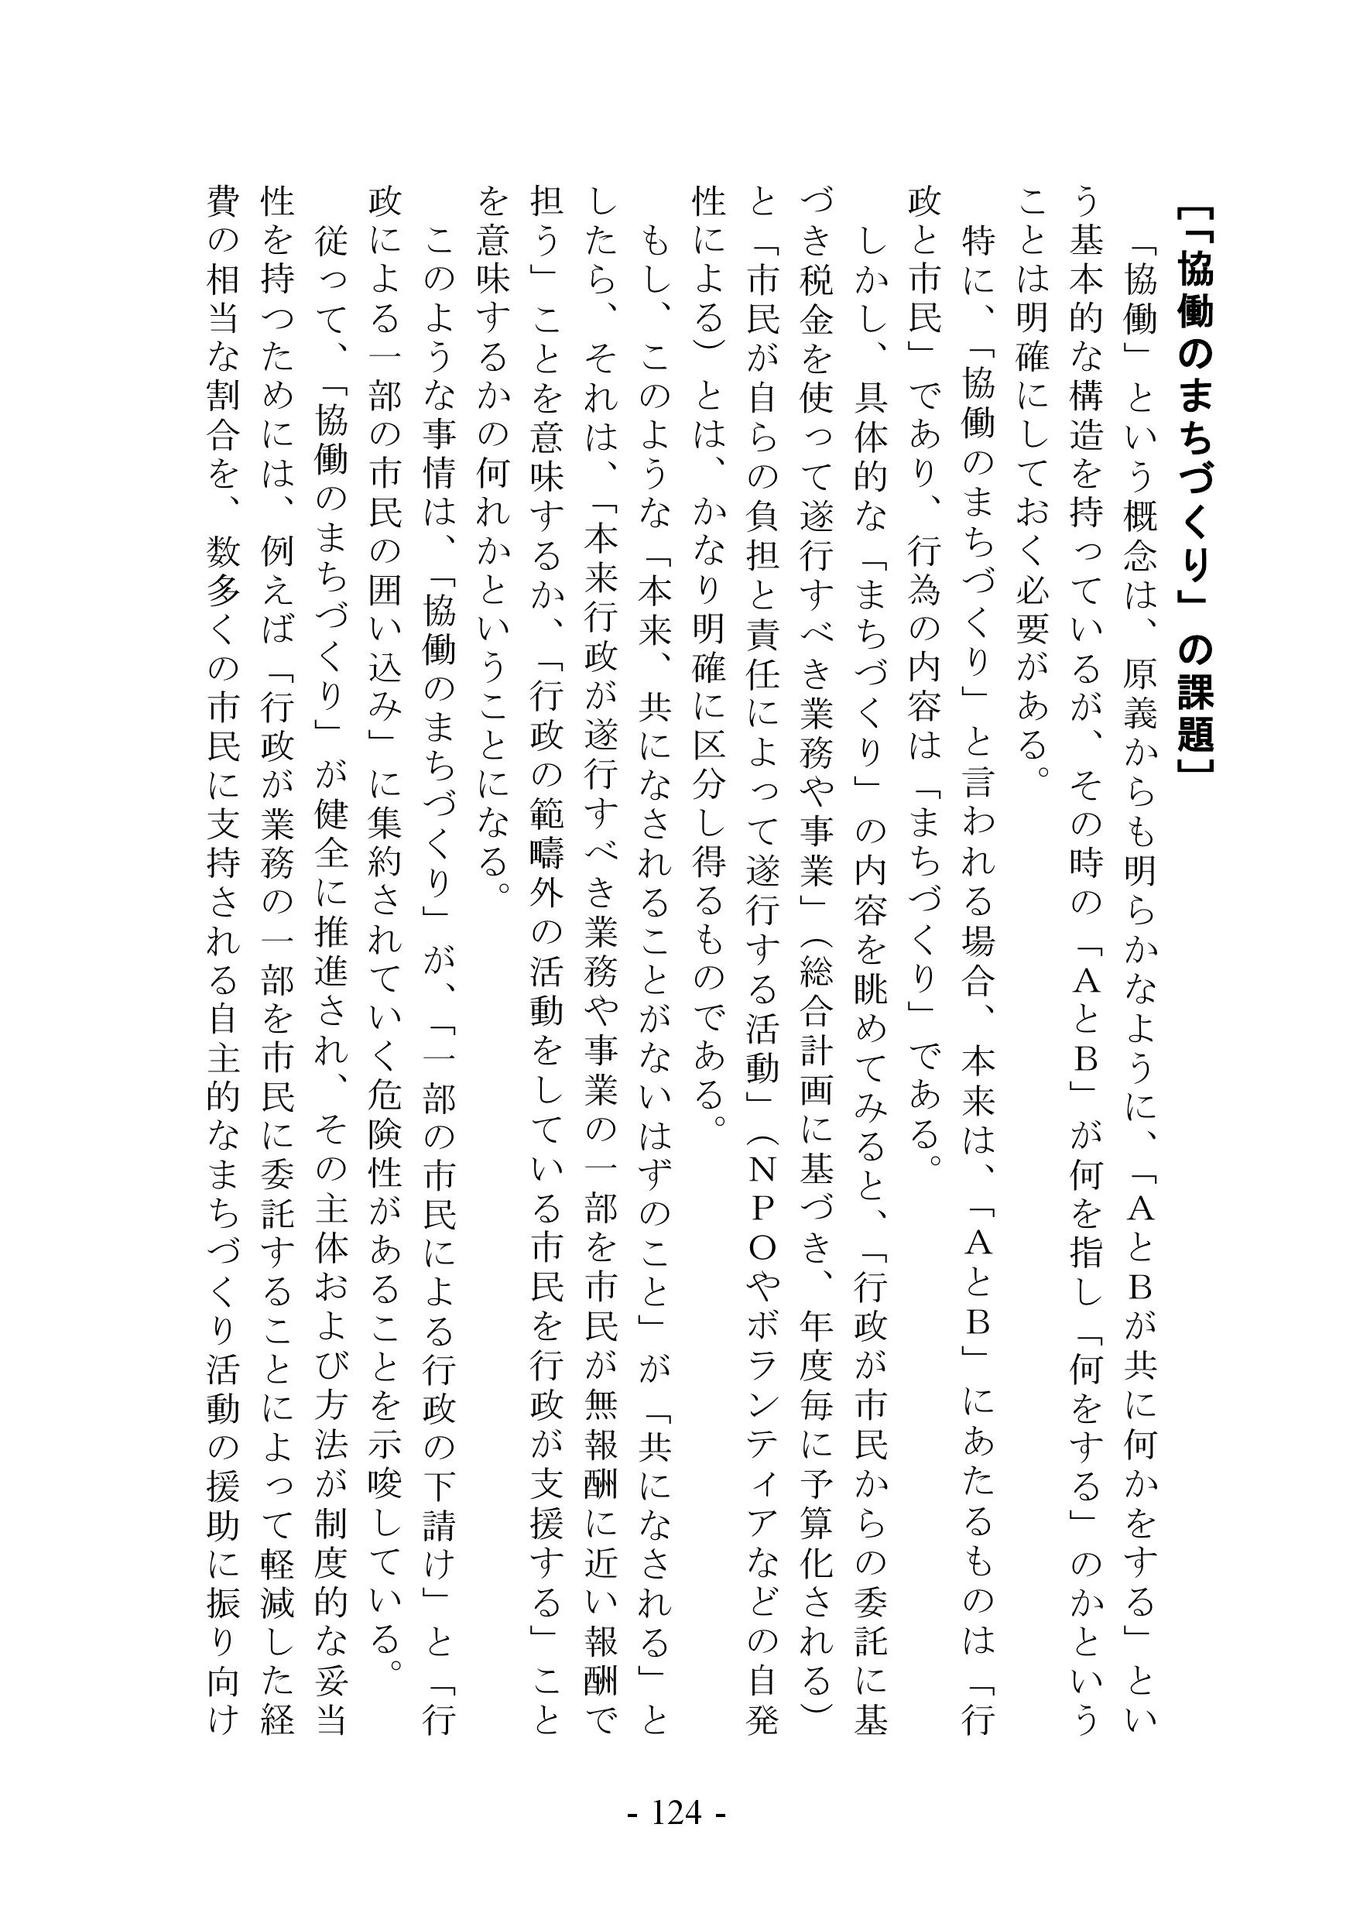 ［「協働のまちづくり」の課題］
「協働」という概念は、原義からも明らかなように、「ＡとＢが共に何かをする」とい
う基本的な構造を持っているが、その時の「ＡとＢ」が何を指し「何をする」のかという
ことは明確にしておく必要がある。
特に、「協働のまちづくり」と言われる場合、本来は、「ＡとＢ」にあたるものは「行
政と市民」であり、行為の内容は「まちづくり」である。
しかし、具体的な「まちづくり」の内容を眺めてみると、「行政が市民からの委託に基
づき税金を使って遂行すべき業務や事業」（総合計画に基づき、年度毎に予算化される）
と「市民が自らの負担と責任によって遂行する活動」（ＮＰＯやボランティアなどの自発
性による）とは、かなり明確に区分し得るものである。
もし、このような「本来、共になされることがないはずのこと」が「共になされる」と
したら、それは、「本来行政が遂行すべき業務や事業の一部を市民が無報酬に近い報酬で
担う」ことを意味するか、「行政の範疇外の活動をしている市民を行政が支援する」こと
を意味するかの何れかということになる。
このような事情は、「協働のまちづくり」が、「一部の市民による行政の下請け」と「行
政による一部の市民の囲い込み」に集約されていく危険性があることを示唆している。
従って、「協働のまちづくり」が健全に推進され、その主体および方法が制度的な妥当
性を持つためには、例えば「行政が業務の一部を市民に委託することによって軽減した経
費の相当な割合を、数多くの市民に支持される自主的なまちづくり活動の援助に振り向け
- 124 -